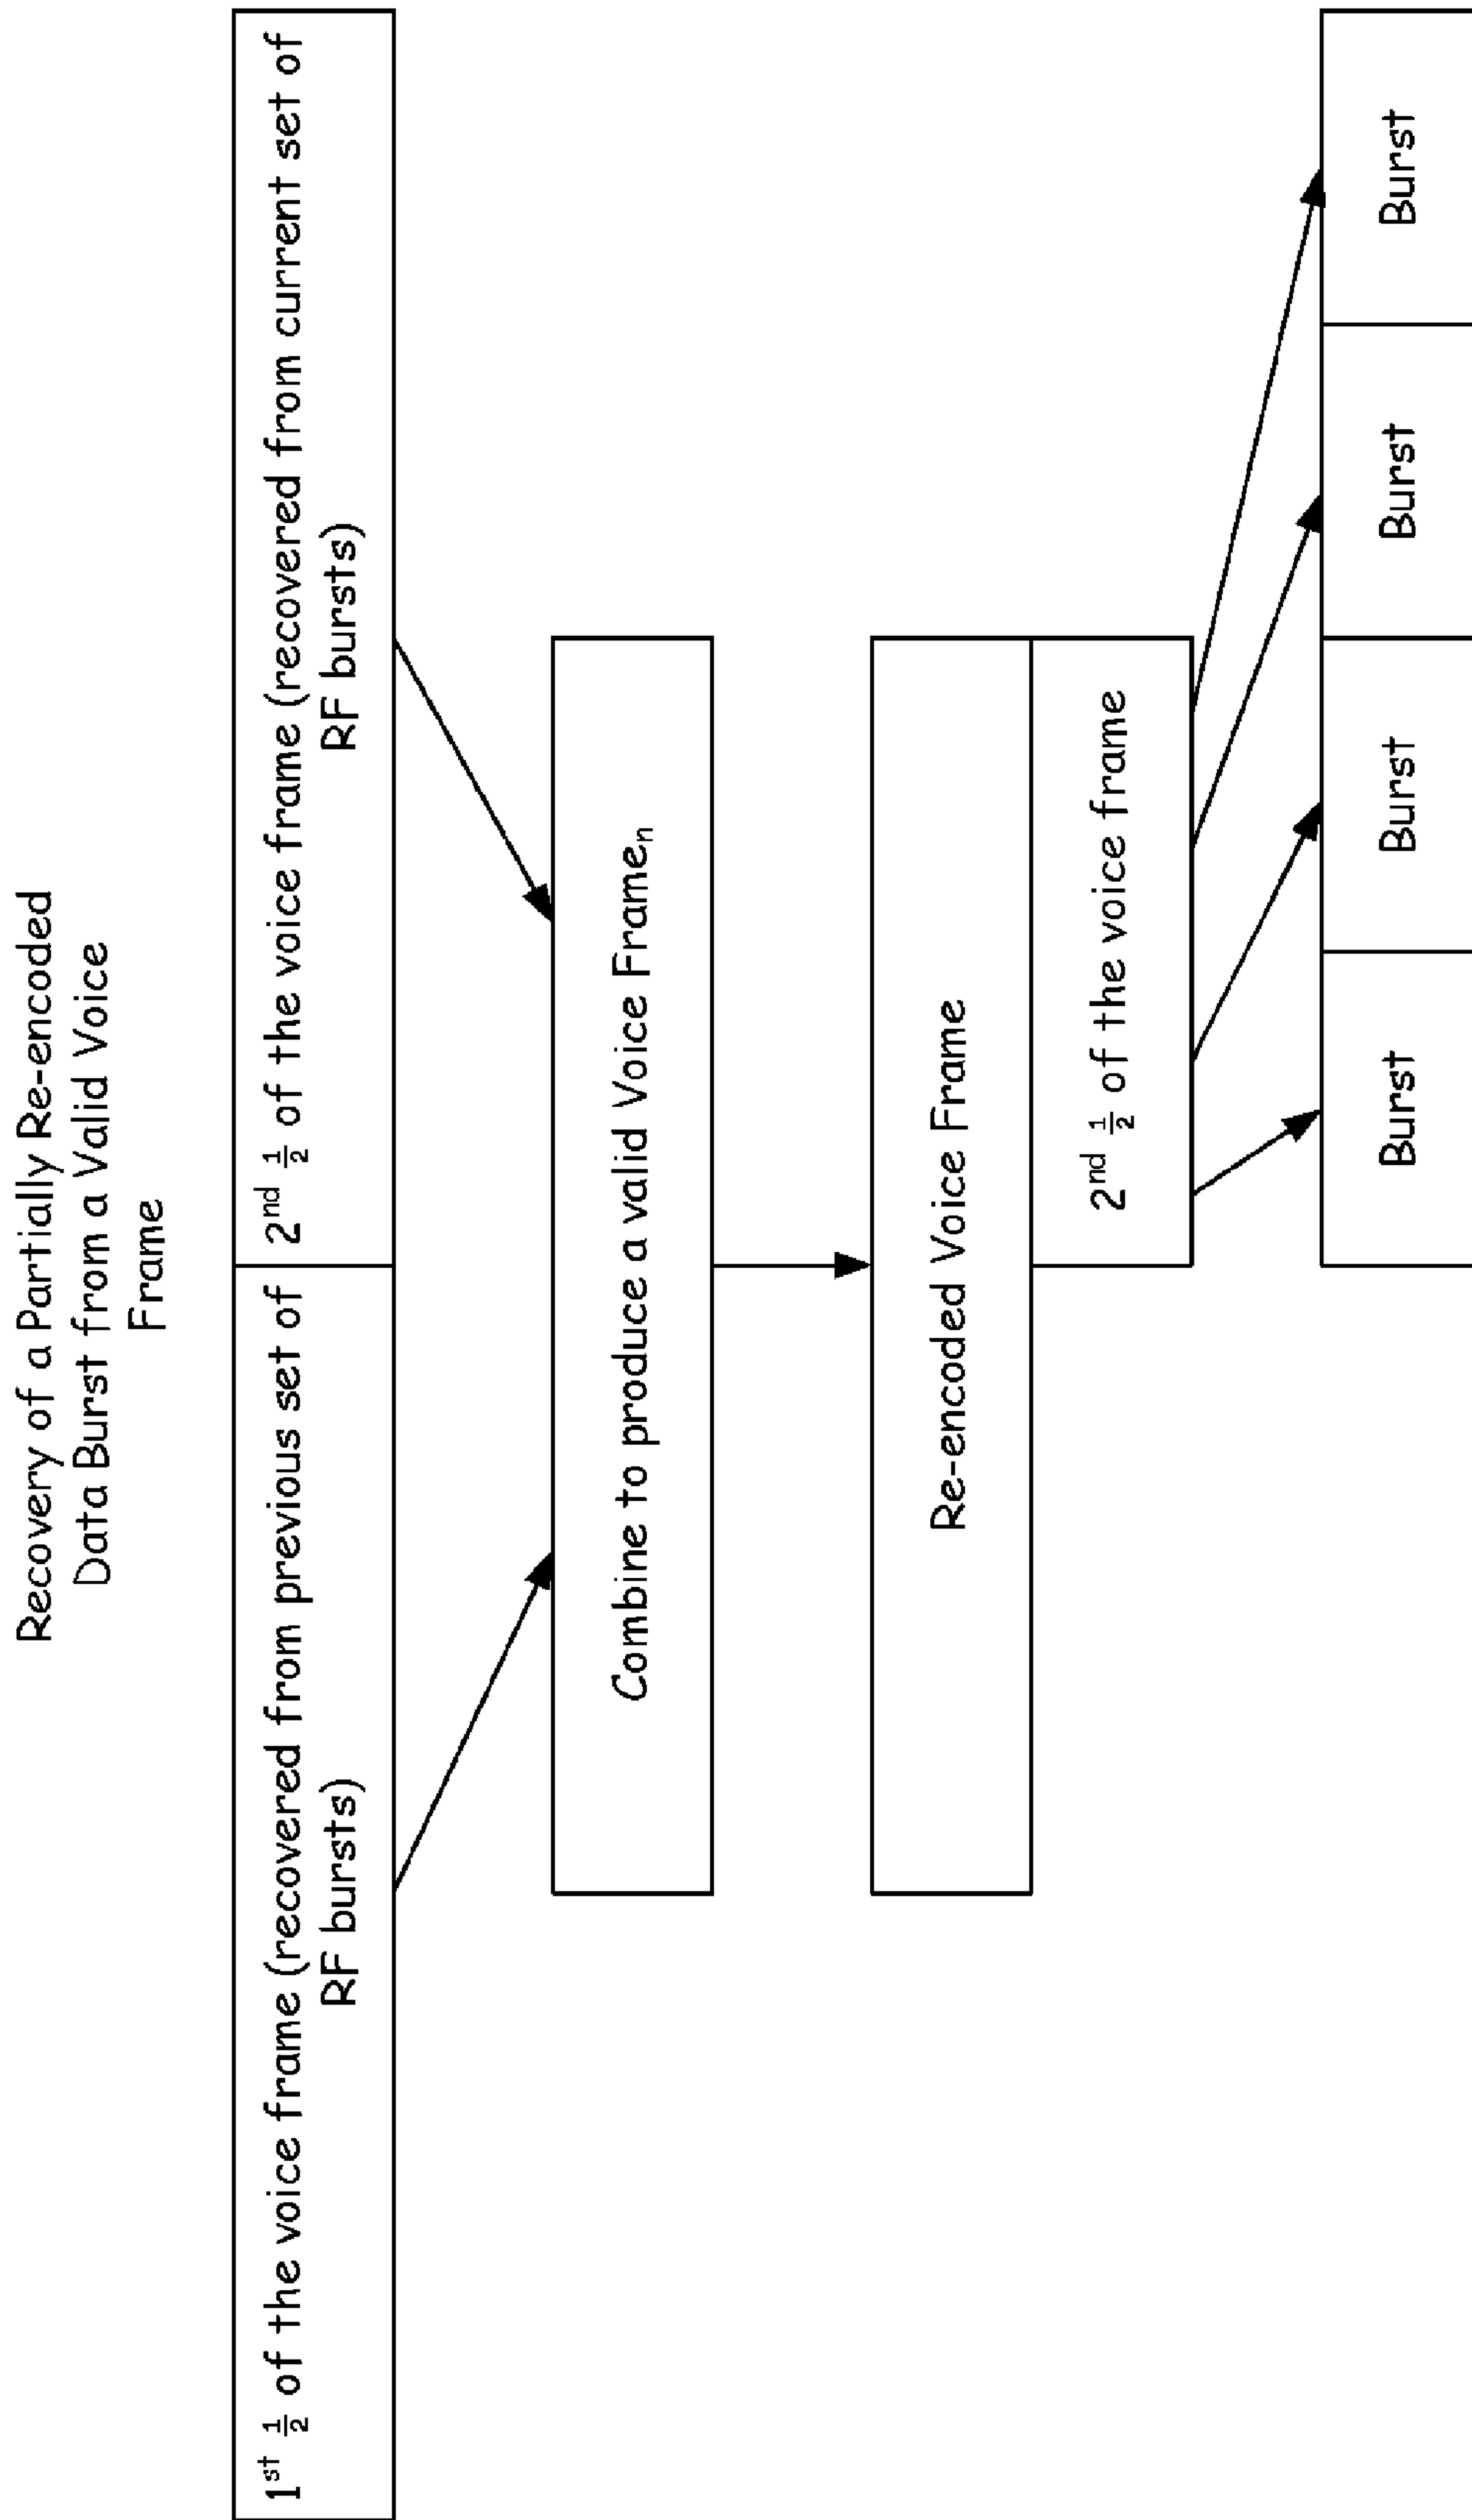 Recovery of a Partially Re-encoded
Data Burst from a Valid Voice
Frame
1st 1/2 of the voice frame (recovered from previous set of
RF bursts)
2nd 1/2 of the voice frame (recovered from current set of
RF bursts)
Combine to produce a valid Voice Framen
Re-encoded Voice Frame
2nd 1/2 of the voice frame
Burst
Burst
Burst
Burst